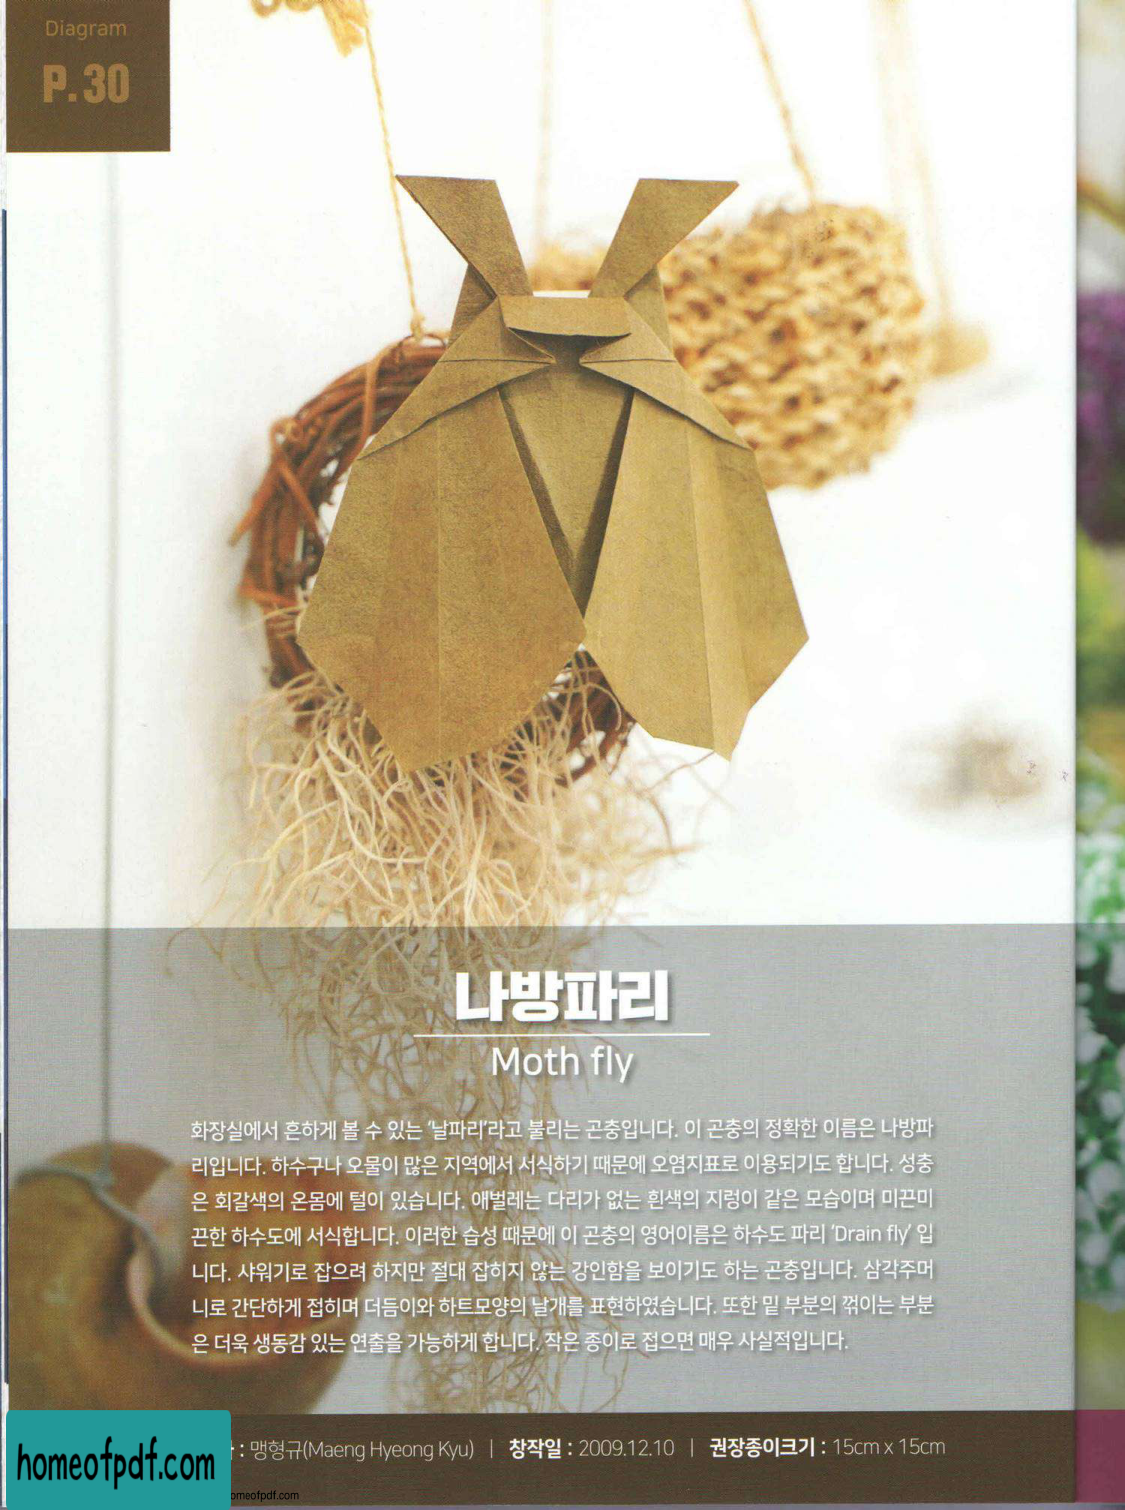 Diagram
P. 30
나방파리
Moth fly
화장실에서 흔하게 볼 수 있는 '날파리'라고 불리는 곤충입니다. 이 곤충의 정확한 이름은 나방파
리입니다. 하수구나 오물이 많은 지역에서 서식하기 때문에 오염지표로 이용되기도 합니다. 성충
은 회갈색의 온몸에 털이 있습니다. 애벌레는 다리가 없는 흰색의 지렁이 같은 모습이며 미끈미
끈한 하수도에 서식합니다. 이러한 습성 때문에 이 곤충의 영어이름은 하수도 파리 'Drain fly' 입
니다. 샤워기로 잡으려 하지만 절대 잡히지 않는 강인함을 보이기도 하는 곤충입니다. 삼각주머
니로 간단하게 접히며 더듬이와 하트모양의 날개를 표현하였습니다. 또한 밑 부분의 꺾이는 부분
은 더욱 생동감 있는 연출을 가능하게 합니다. 작은 종이로 접으면 매우 사실적입니다.
: 맹형규(Maeng Hyeong Kyu) | 창작일 : 2009.12.10 | 권장종이크기 : 15cm x 15cm
homeofpdf.com
omeofpdf.com